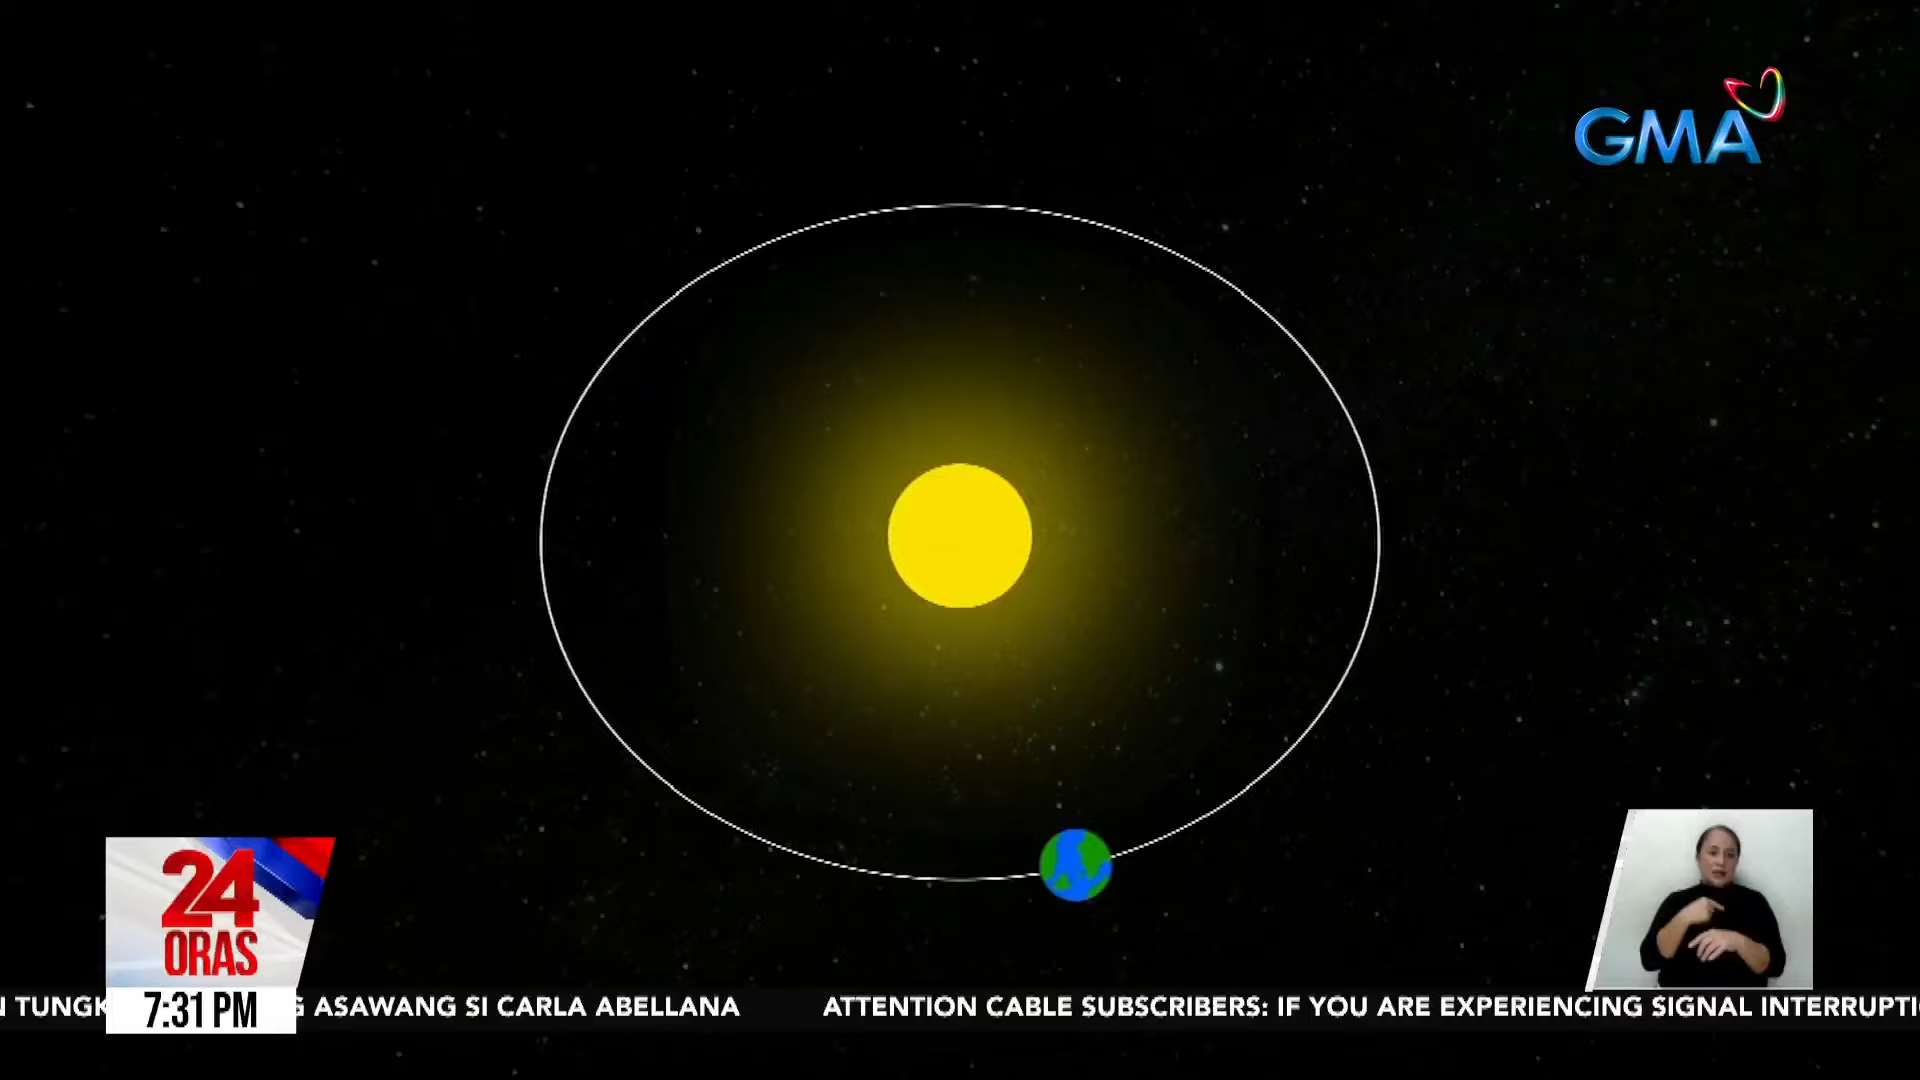 GMA
24
ORAS
7:31 PM
ASAWANG SI CARLA ABELLANA ATTENTION CABLE SUBSCRIBERS: IF YOU ARE EXPERIENCING SIGNAL